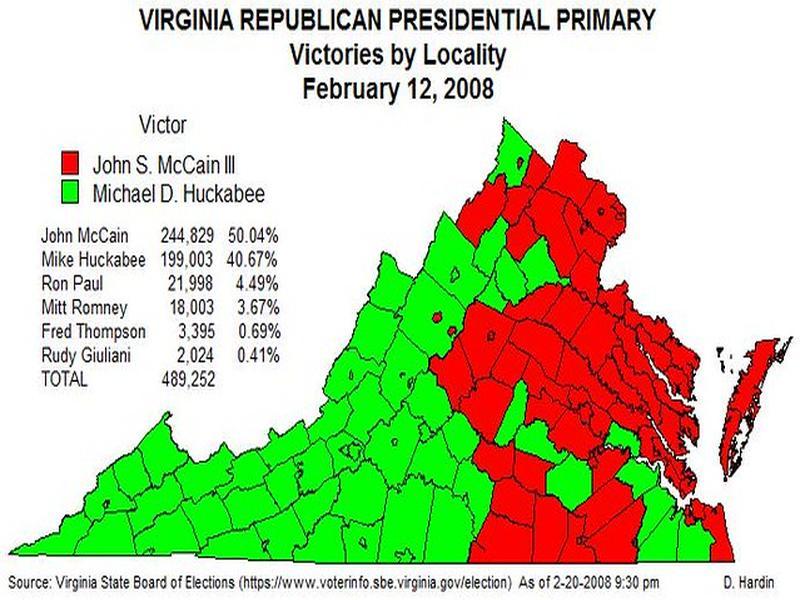 VIRGINIA REPUBLICAN PRESIDENTIAL PRIMARY
Victories by Locality
February 12, 2008
Victor
John S. McCain III
Michael D. Huckabee
John McCain 244,829 50.04%
Mike Huckabee 199,003 40.67%
Ron Paul 21,998 4.49%
Mitt Romney 18,003 3.67%
Fred Thompson 3,395 0.69%
Rudy Giuliani 2,024 0.41%
TOTAL 489,252
Source: Virginia State Board of Elections (https://www.voterinfo.sbe.virginia.gov/election) As of 2-20-2008 9:30 pm D. Hardin